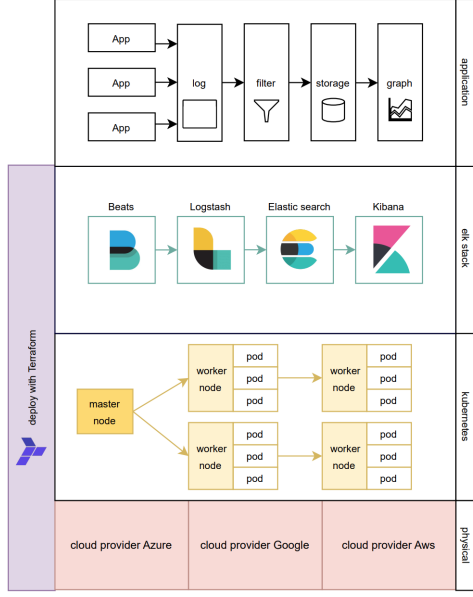 App
App
App
log
filter
storage
graph
application
Beats
Logstash
Elastic search
Kibana
elk stack
deploy with Terraform
master
node
worker
node
pod
pod
pod
worker
node
pod
pod
pod
worker
node
pod
pod
pod
worker
node
pod
pod
pod
kubernetes
cloud provider Azure
cloud provider Google
cloud provider Aws
physical